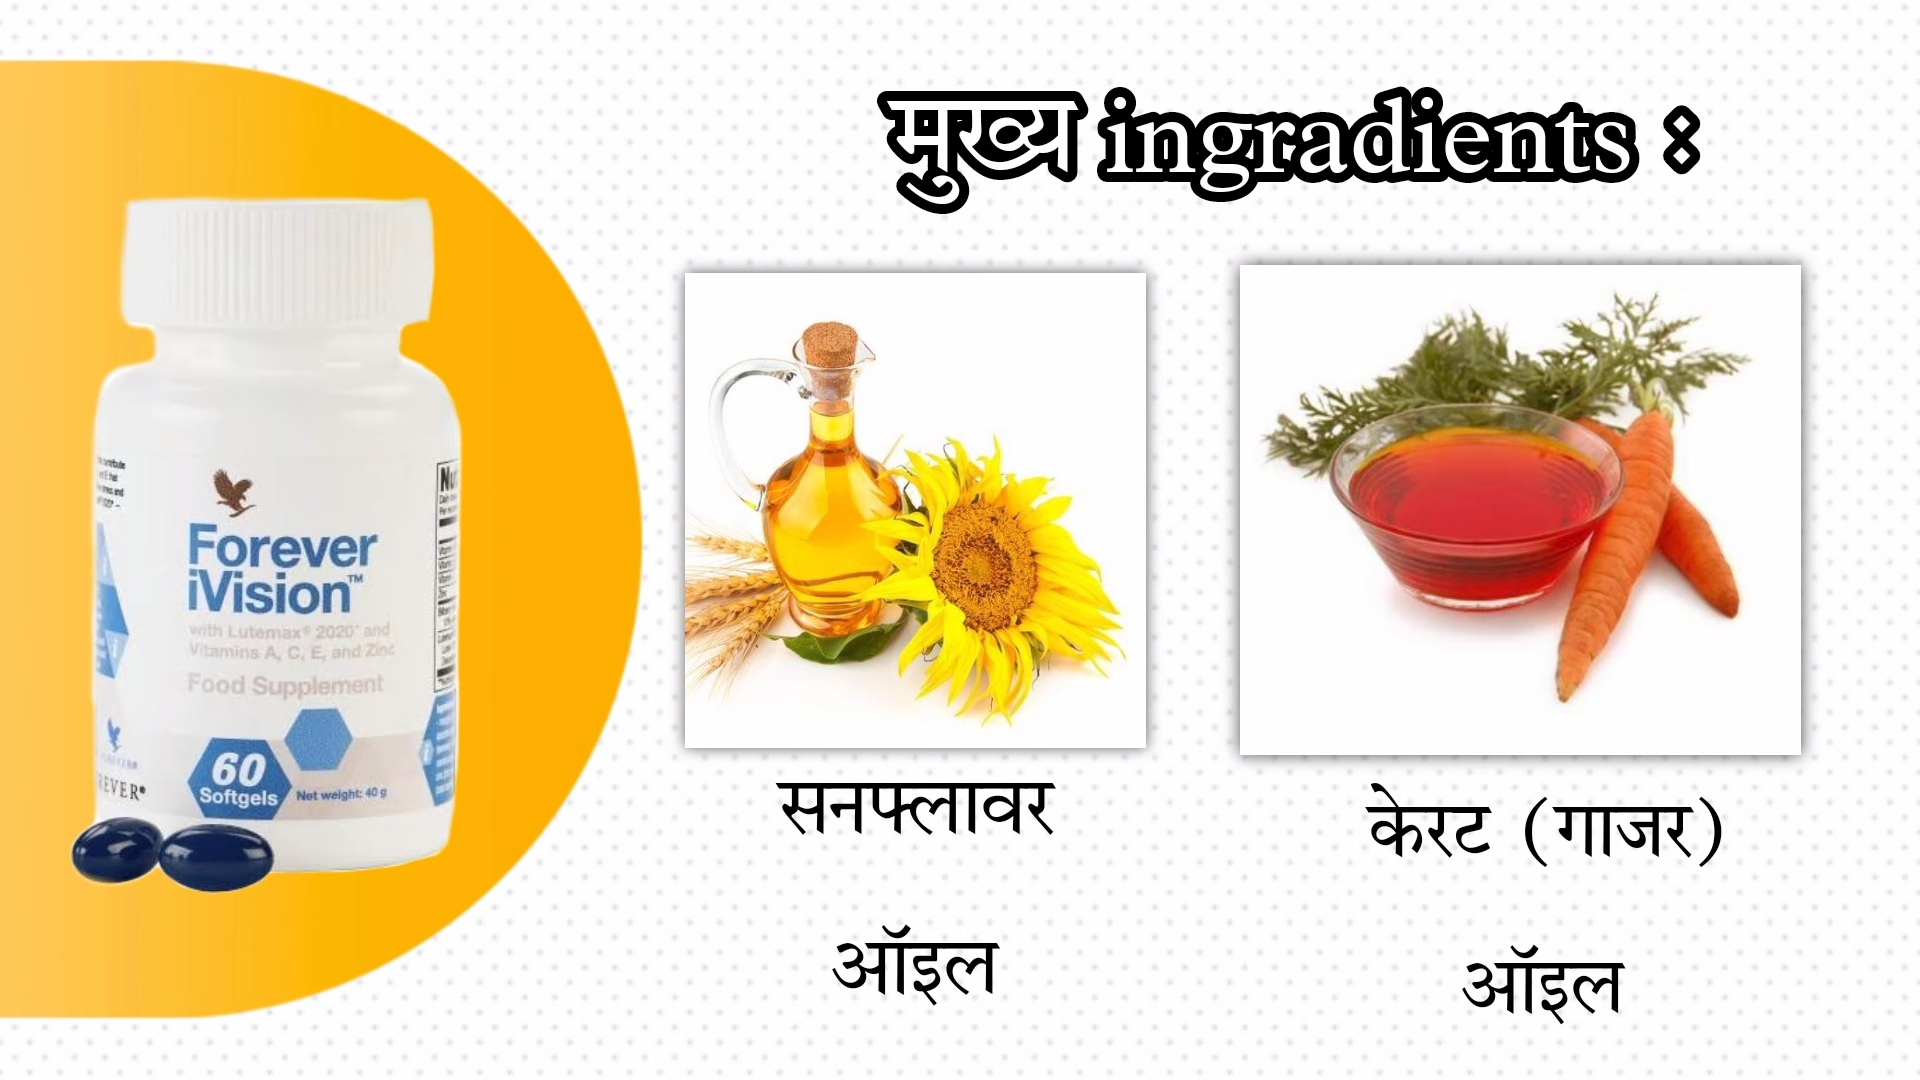 मुख्य ingradients :
Forever
iVision™
with Lutemax® 2020* and
Vitamins A, C, E, and Zinc
Food Supplement
60
Softgels
Net weight: 40 g
सनफ्लावर
ऑइल
केरट (गाजर)
ऑइल